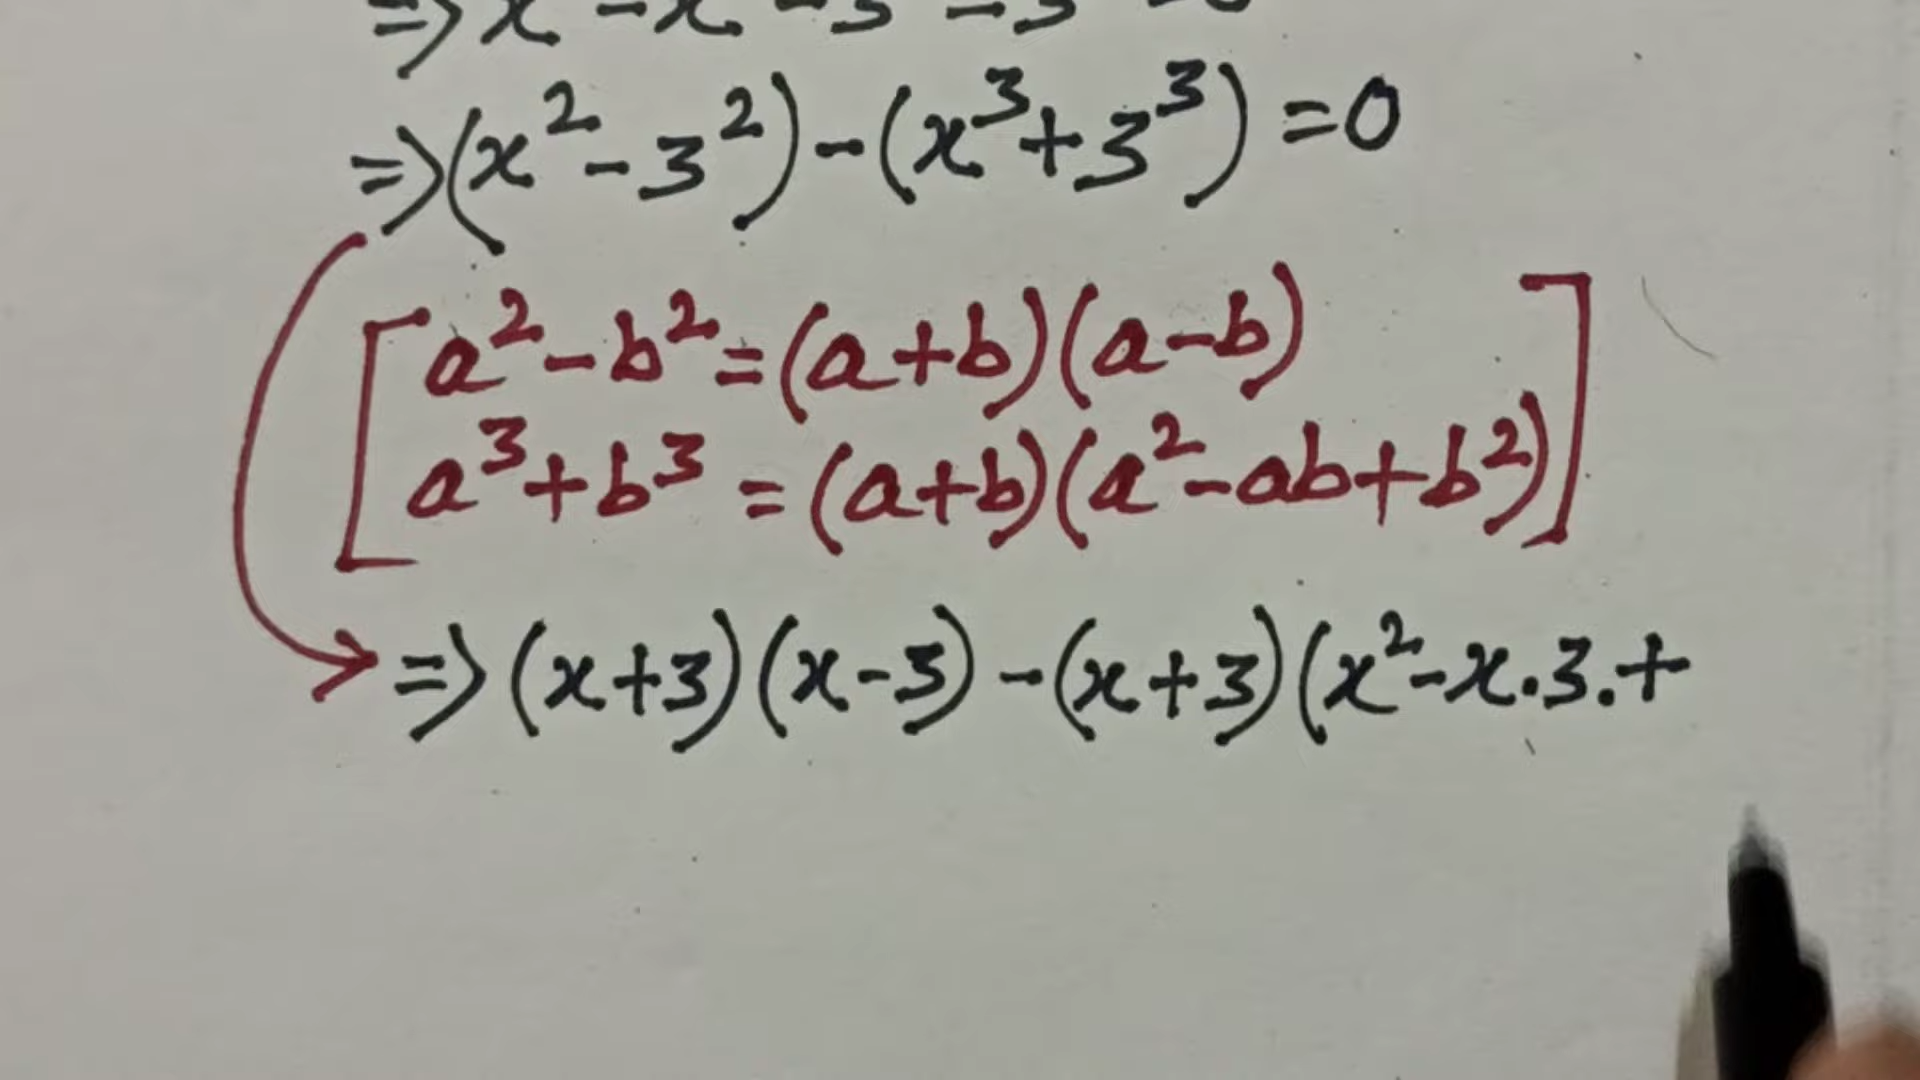 =>(x²-3²)-(x³+3³)=0
[a²-b²=(a+b)(a-b)
a³+b³=(a+b)(a²-ab+b²)]
=>(x+3)(x-3)-(x+3)(x²-x.3.+